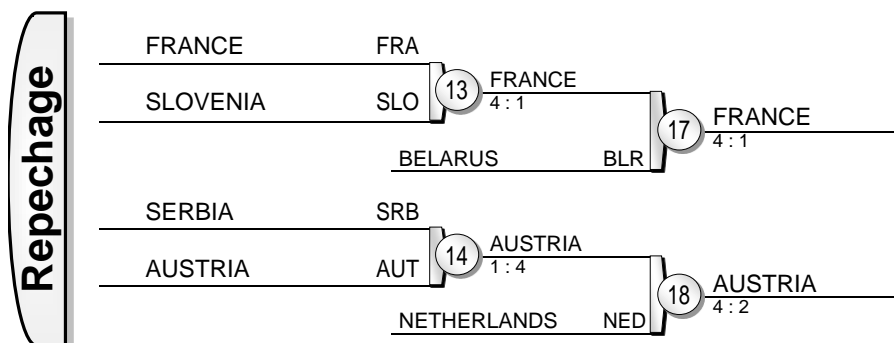 Repechage
FRANCE FRA
SLOVENIA SLO
13
FRANCE
4 : 1
BELARUS BLR
17
FRANCE
4 : 1
SERBIA SRB
AUSTRIA AUT
14
AUSTRIA
1 : 4
NETHERLANDS NED
18
AUSTRIA
4 : 2